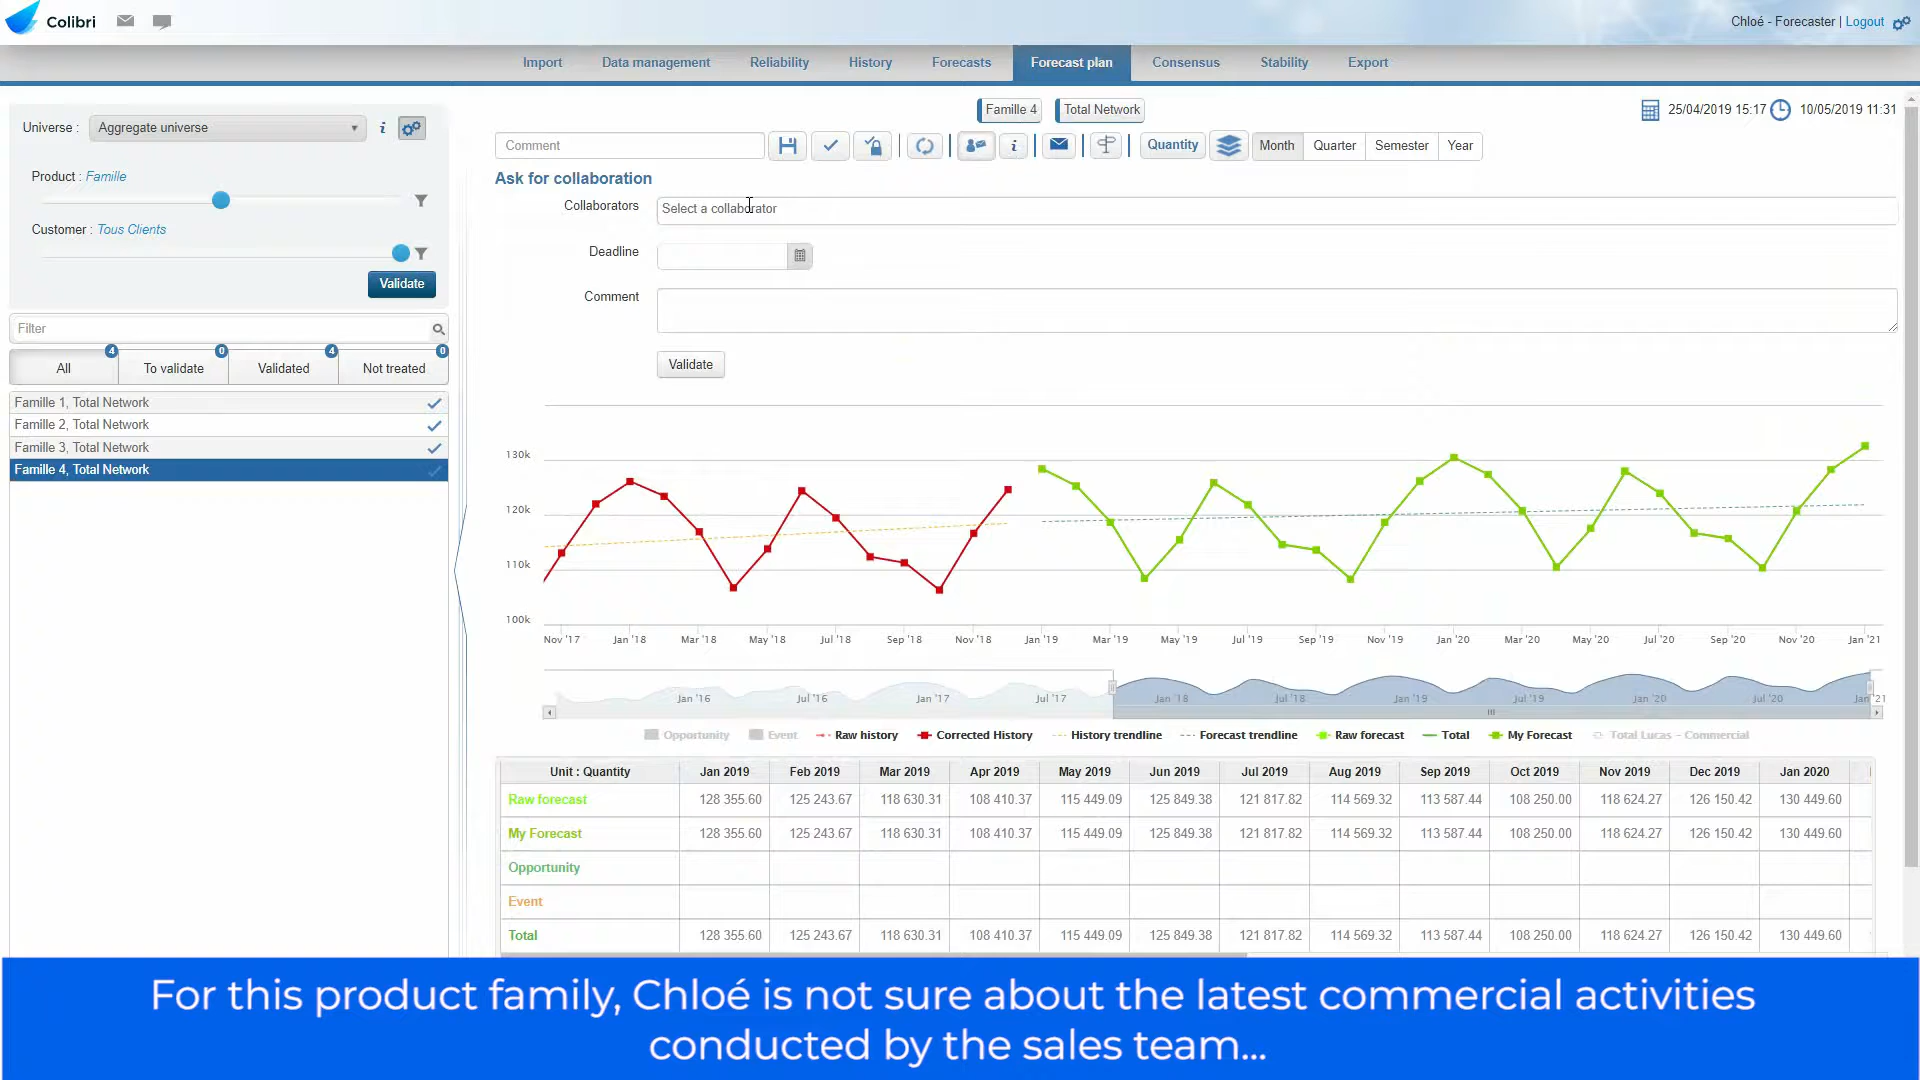 Colibri
Chloé - Forecaster | Logout
Import Data management Reliability History Forecasts Forecast plan Consensus Stability Export
Universe : Aggregate universe
Famille 4 Total Network
25/04/2019 15:17 10/05/2019 11:31
Comment
Quantity Month Quarter Semester Year
Product : Famille
Customer : Tous Clients
Validate
Ask for collaboration
Collaborators Select a collaborator
Deadline
Comment
Validate
Filter
4 0 4 0
All To validate Validated Not treated
Famille 1, Total Network
Famille 2, Total Network
Famille 3, Total Network
Famille 4, Total Network
130k
120k
110k
100k
Nov '17 Jan '18 Mar '18 May '18 Jul '18 Sep '18 Nov '18 Jan '19 Mar '19 May '19 Jul '19 Sep '19 Nov '19 Jan '20 Mar '20 May '20 Jul '20 Sep '20 Nov '20 Jan '21
Jan '16 Jul '16 Jan '17 Jul '17 Jan '18 Jul '18 Jan '19 Jul '19 Jan '20 Jul '20 Jan '21
Opportunity Event Raw history Corrected History History trendline Forecast trendline Raw forecast Total My Forecast Total Lucas - Commercial
Unit : Quantity Jan 2019 Feb 2019 Mar 2019 Apr 2019 May 2019 Jun 2019 Jul 2019 Aug 2019 Sep 2019 Oct 2019 Nov 2019 Dec 2019 Jan 2020
Raw forecast 128 355.60 125 243.67 118 630.31 108 410.37 115 449.09 125 849.38 121 817.82 114 569.32 113 587.44 108 250.00 118 624.27 126 150.42 130 449.60
My Forecast 128 355.60 125 243.67 118 630.31 108 410.37 115 449.09 125 849.38 121 817.82 114 569.32 113 587.44 108 250.00 118 624.27 126 150.42 130 449.60
Opportunity
Event
Total 128 355.60 125 243.67 118 630.31 108 410.37 115 449.09 125 849.38 121 817.82 114 569.32 113 587.44 108 250.00 118 624.27 126 150.42 130 449.60
For this product family, Chloé is not sure about the latest commercial activities
conducted by the sales team...